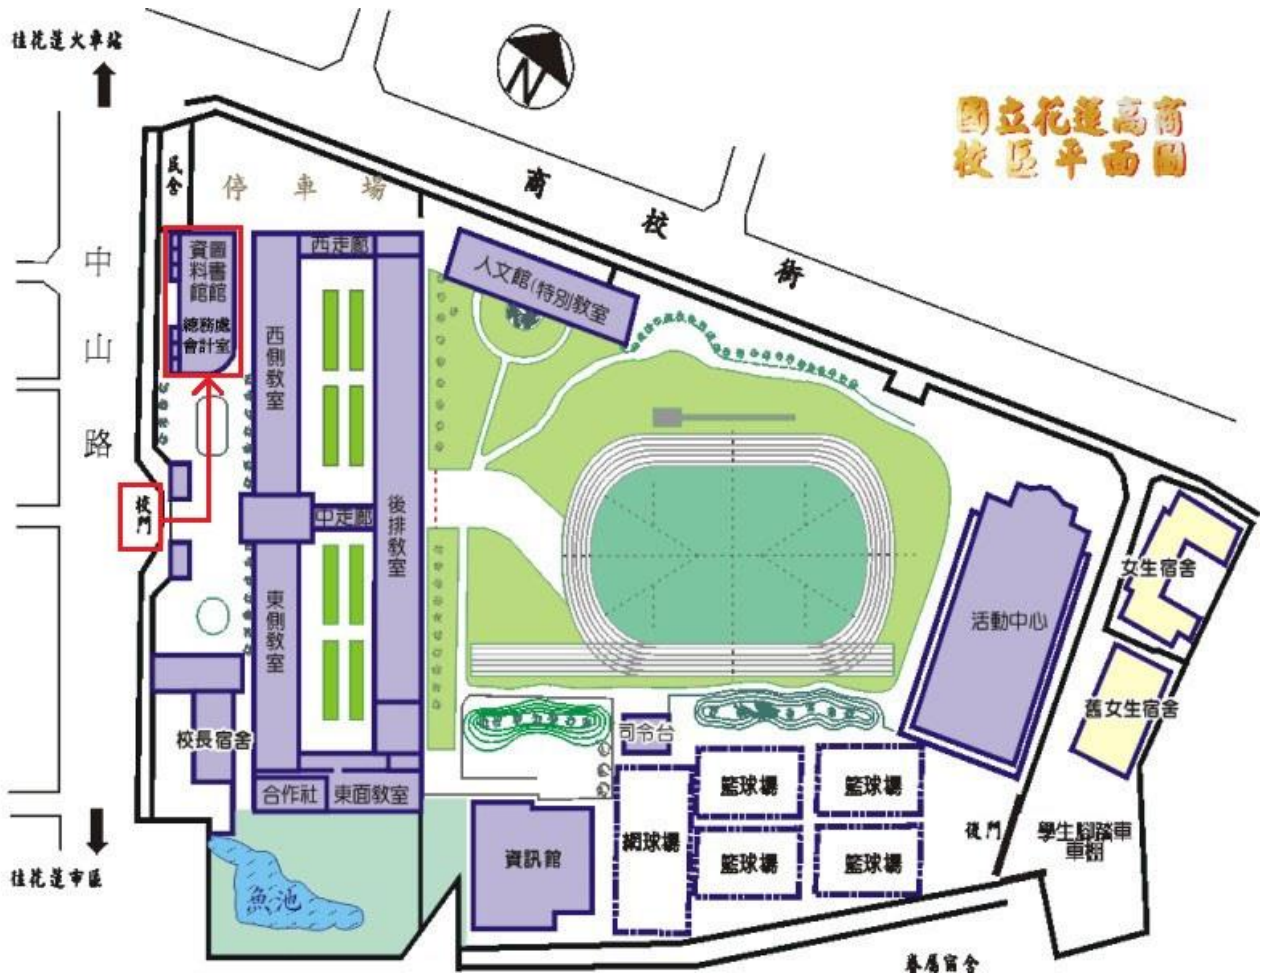 往花蓮火車站
N
國立花蓮高商
校區平面圖
民舍
停車場
商校街
中山路
圖書館
資料館
總務處
會計室
西走廊
人文館(特別教室
西側教室
校門
中走廊
後排教室
東側教室
女生宿舍
活動中心
舊女生宿舍
校長宿舍
司令台
籃球場
籃球場
合作社
東面教室
網球場
後門
學生腳踏車
車棚
資訊館
籃球場
籃球場
往花蓮市區
魚池
眷屬宿舍